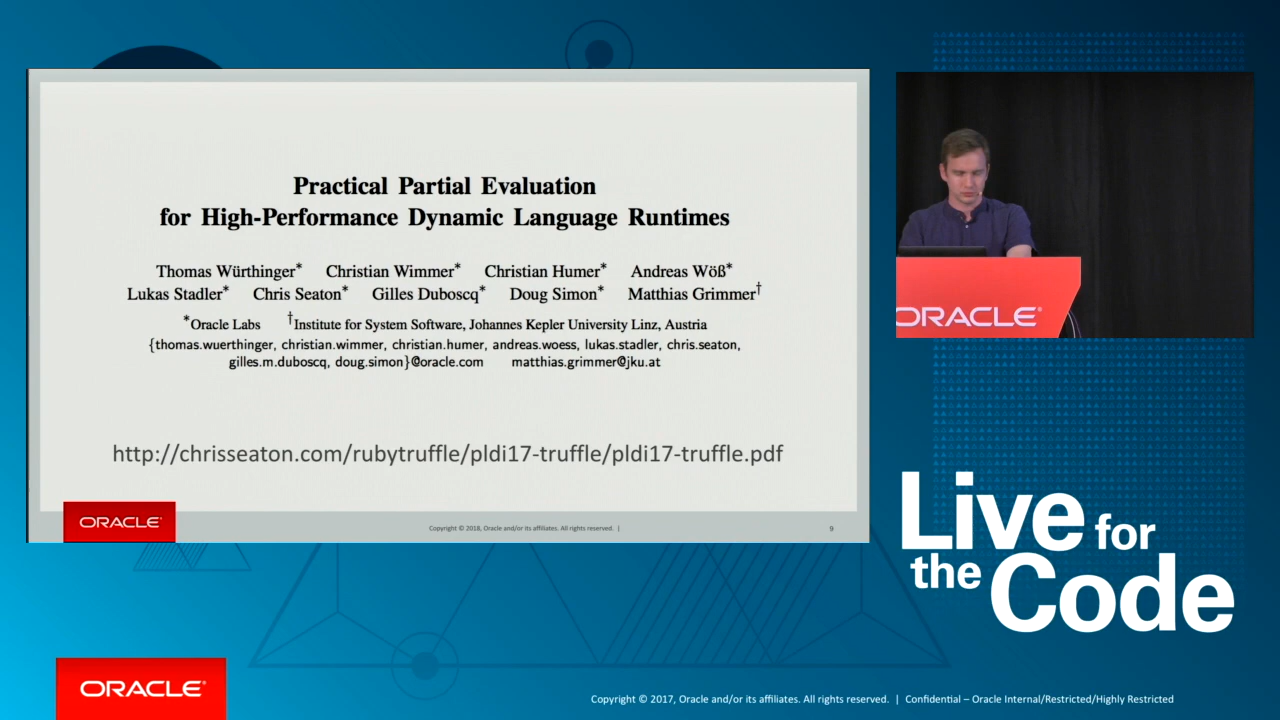 Practical Partial Evaluation
for High-Performance Dynamic Language Runtimes
Thomas Würthinger* Christian Wimmer* Christian Humer* Andreas Wöß*
Lukas Stadler* Chris Seaton* Gilles Duboscq* Doug Simon* Matthias Grimmer†
*Oracle Labs †Institute for System Software, Johannes Kepler University Linz, Austria
{thomas.wuerthinger, christian.wimmer, christian.humer, andreas.woess, lukas.stadler, chris.seaton,
gilles.m.duboscq, doug.simon}@oracle.com matthias.grimmer@jku.at
http://chrisseaton.com/rubytruffle/pldi17-truffle/pldi17-truffle.pdf
ORACLE®
Copyright © 2018, Oracle and/or its affiliates. All rights reserved. |
9
ORACLE®
Live for
the Code
ORACLE®
Copyright © 2017, Oracle and/or its affiliates. All rights reserved. | Confidential – Oracle Internal/Restricted/Highly Restricted